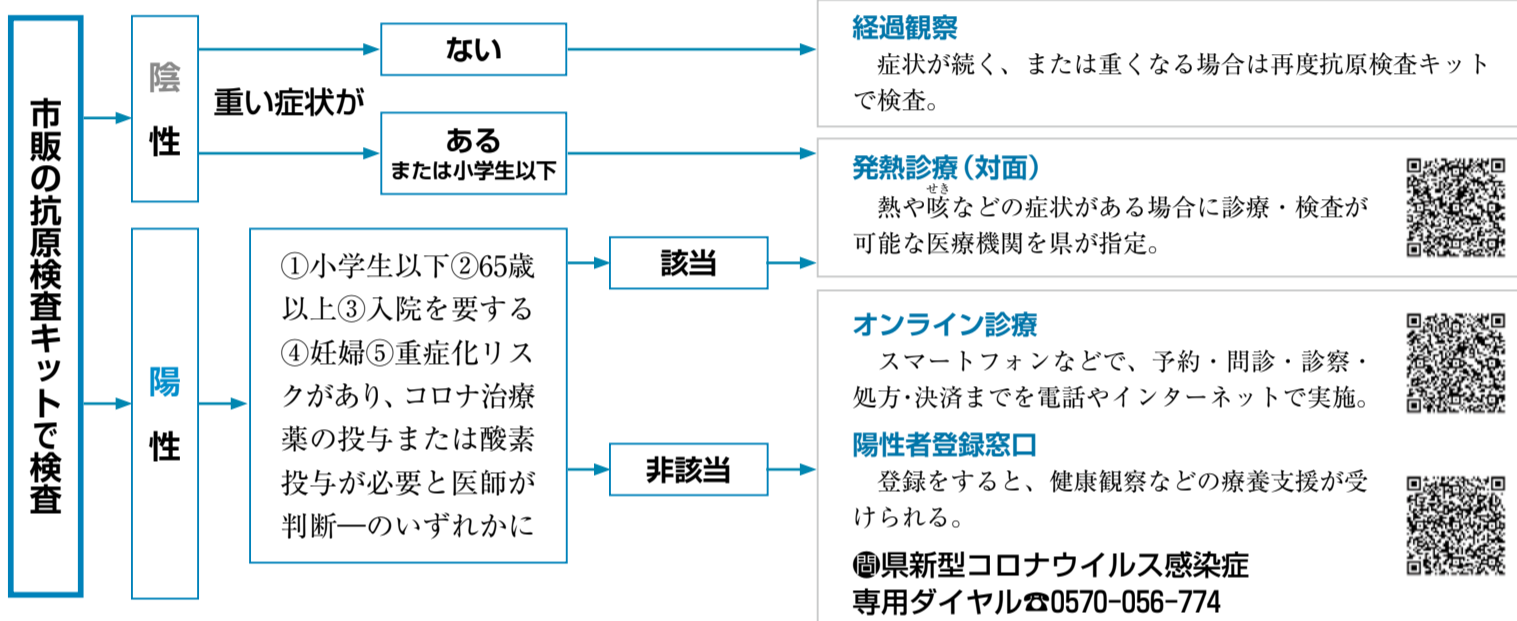 市販の抗原検査キットで検査
陰性
重い症状が
ない
ある
または小学生以下
経過観察
症状が続く、または重くなる場合は再度抗原検査キット
で検査。
発熱診療(対面)
せき
熱や咳などの症状がある場合に診療・検査が
可能な医療機関を県が指定。
陽性
①小学生以下②65歳
以上③入院を要する
④妊婦⑤重症化リス
クがあり、コロナ治療
薬の投与または酸素
投与が必要と医師が
判断―のいずれかに
該当
非該当
オンライン診療
スマートフォンなどで、予約・問診・診察・
処方・決済までを電話やインターネットで実施。
陽性者登録窓口
登録をすると、健康観察などの療養支援が受
けられる。
問県新型コロナウイルス感染症
専用ダイヤル☎0570-056-774